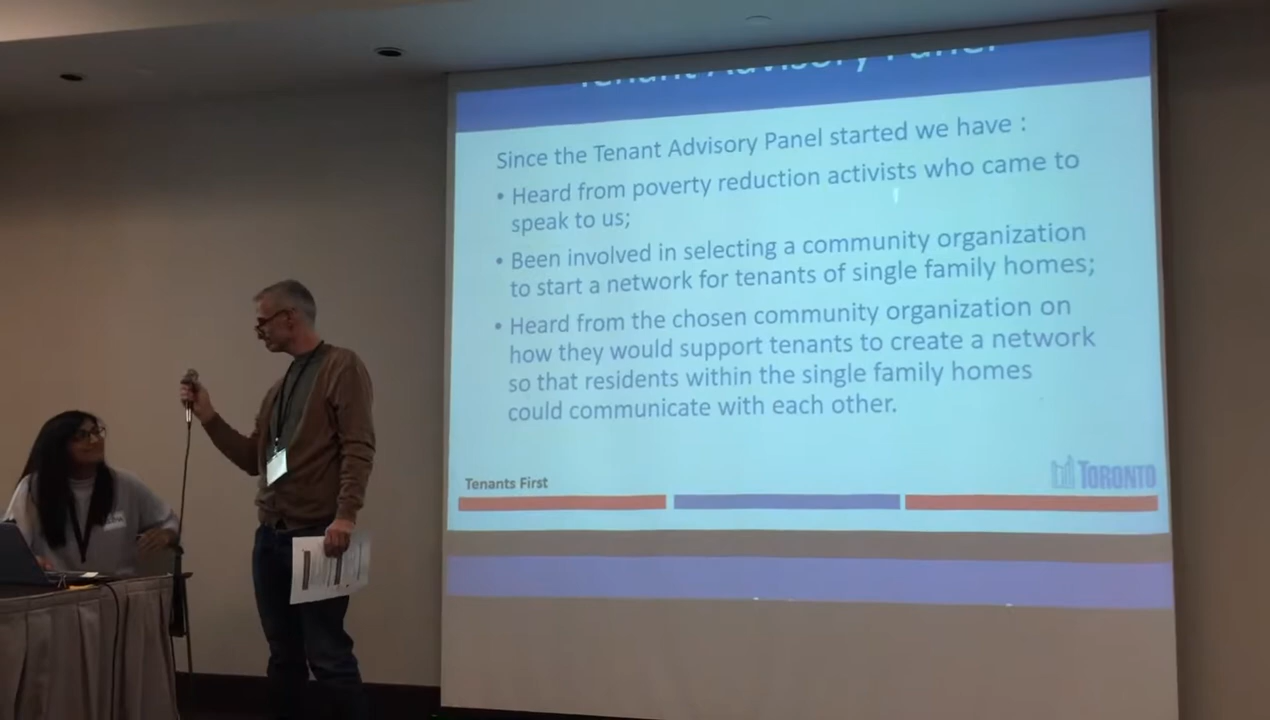 Tenant Advisory Panel
Since the Tenant Advisory Panel started we have :
• Heard from poverty reduction activists who came to
speak to us;
• Been involved in selecting a community organization
to start a network for tenants of single family homes;
• Heard from the chosen community organization on
how they would support tenants to create a network
so that residents within the single family homes
could communicate with each other.
Tenants First
TORONTO